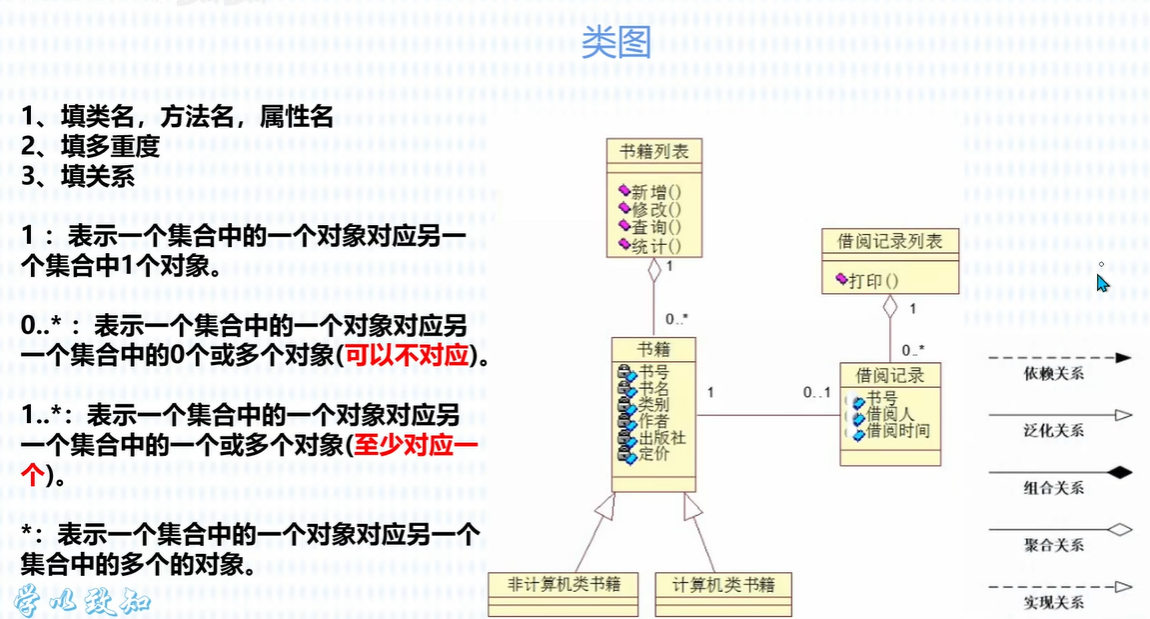 类图
1、填类名，方法名，属性名
2、填多重度
3、填关系
1 ：表示一个集合中的一个对象对应另一
个集合中1个对象。
0..* ：表示一个集合中的一个对象对应另
一个集合中的0个或多个对象(可以不对应)。
1..*：表示一个集合中的一个对象对应另
一个集合中的一个或多个对象(至少对应一
个)。
*：表示一个集合中的一个对象对应另一个
集合中的多个的对象。
学以致知
书籍列表
新增()
修改()
查询()
统计()
1
0..*
书籍
书号
书名
类别
作者
出版社
定价
1
0..1
借阅记录列表
打印()
1
0..*
借阅记录
书号
借阅人
借阅时间
非计算机类书籍
计算机类书籍
依赖关系
泛化关系
组合关系
聚合关系
实现关系